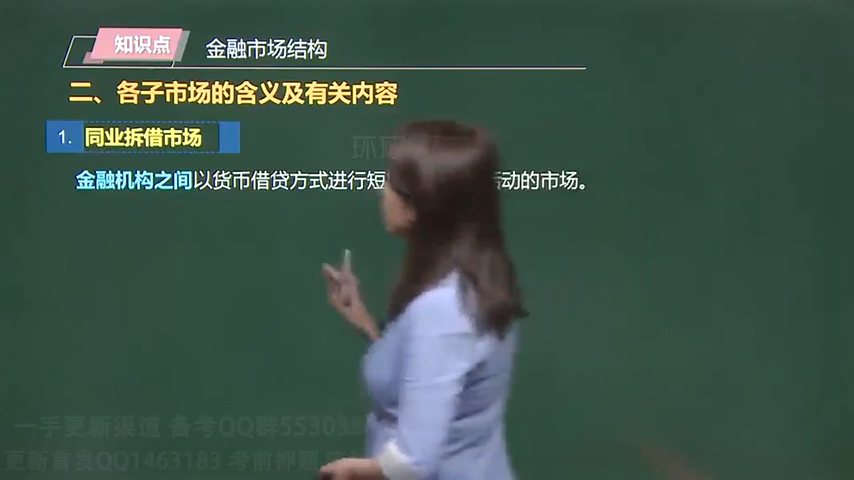 知识点 金融市场结构
二、各子市场的含义及有关内容
1. 同业拆借市场
环
金融机构之间以货币借贷方式进行短 动的市场。
一手更新渠道 备考QQ群55303
更新首发QQ1463183 考前押题